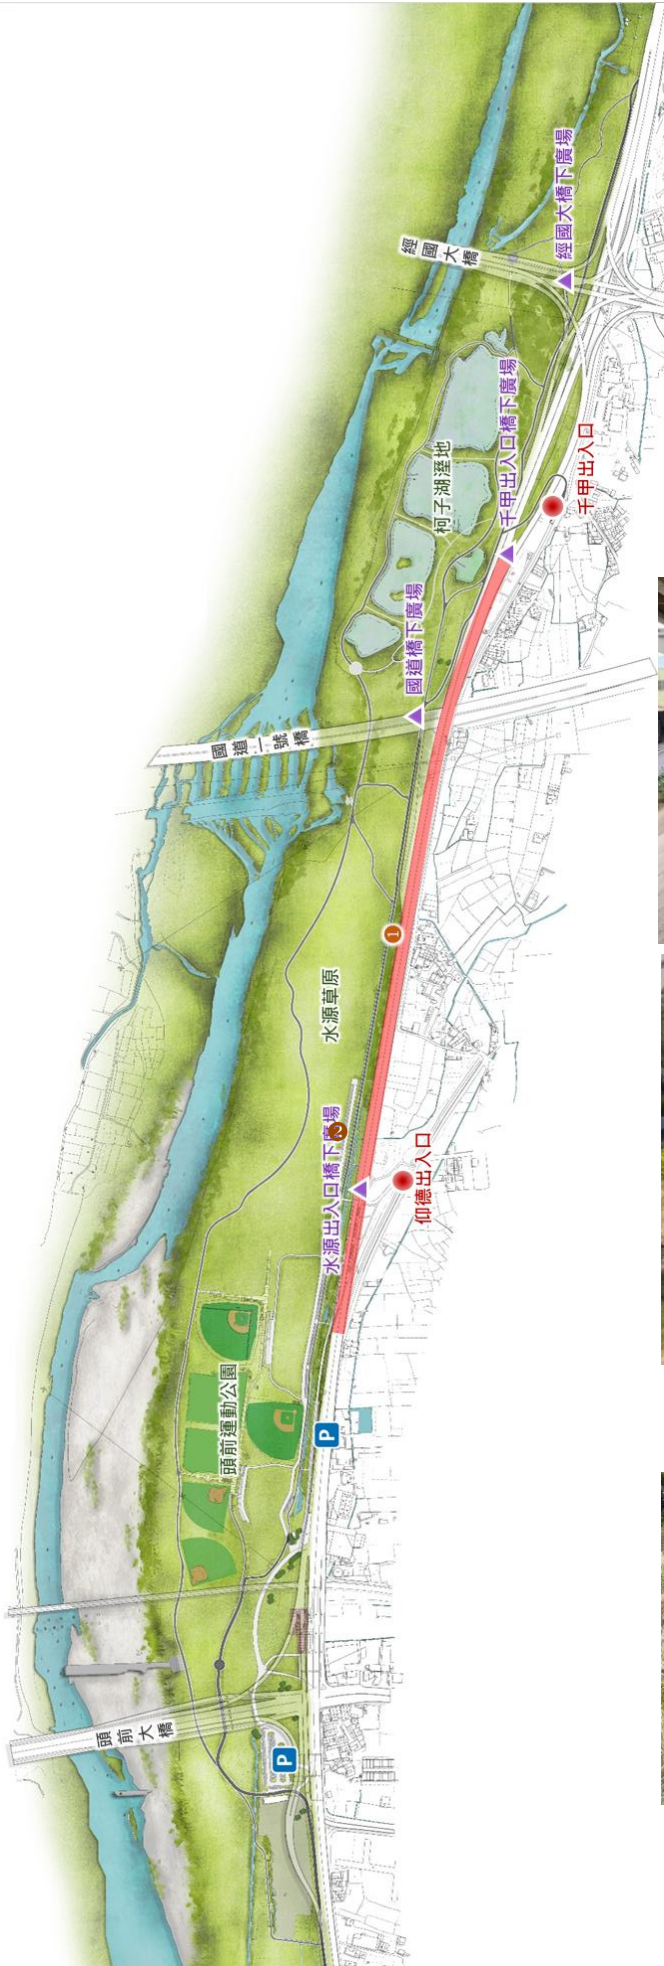 經國大橋下廣場
經國大橋
千甲出入口橋下廣場
千甲出入口
柯子湖溼地
國道橋下廣場
國道一號橋
1
水源草原
2
水源出入口橋下廣場
仰德出入口
頭前運動公園
P
頭前大橋
P